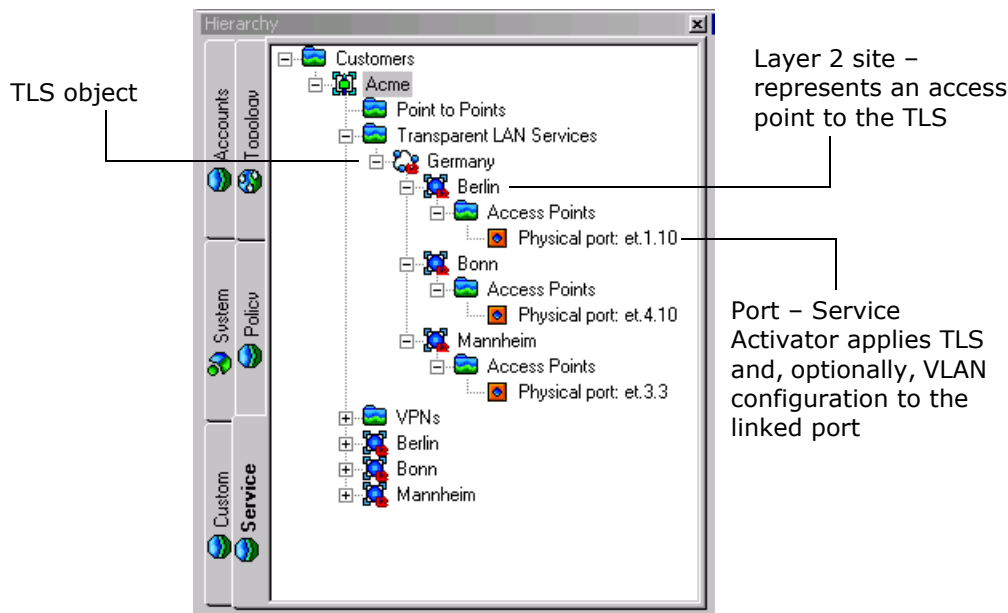 Hierarchy
Accounts
Topology
System
Policy
Custom
Service
Customers
Acme
Point to Points
Transparent LAN Services
Germany
Berlin
Access Points
Physical port: et.1.10
Bonn
Access Points
Physical port: et.4.10
Mannheim
Access Points
Physical port: et.3.3
VPNs
Berlin
Bonn
Mannheim
TLS object
Layer 2 site –
represents an access
point to the TLS
Port – Service
Activator applies TLS
and, optionally, VLAN
configuration to the
linked port